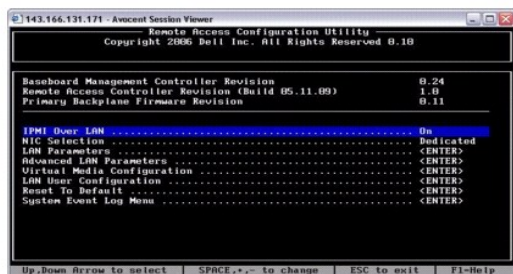 143.166.131.171 - Avocent Session Viewer
Remote Access Configuration Utility
Copyright 2006 Dell Inc. All Rights Reserved 0.10
Baseboard Management Controller Revision 0.24
Remote Access Controller Revision (Build 05.11.09) 1.0
Primary Backplane Firmware Revision 0.11
IPMI Over LAN ........................................ On
NIC Selection ........................................ Dedicated
LAN Parameters ....................................... <ENTER>
Advanced LAN Parameters .............................. <ENTER>
Virtual Media Configuration .......................... <ENTER>
LAN User Configuration ............................... <ENTER>
Reset To Default ..................................... <ENTER>
System Event Log Menu ................................ <ENTER>
Up,Down Arrow to select | SPACE,+,- to change | ESC to exit | F1=Help